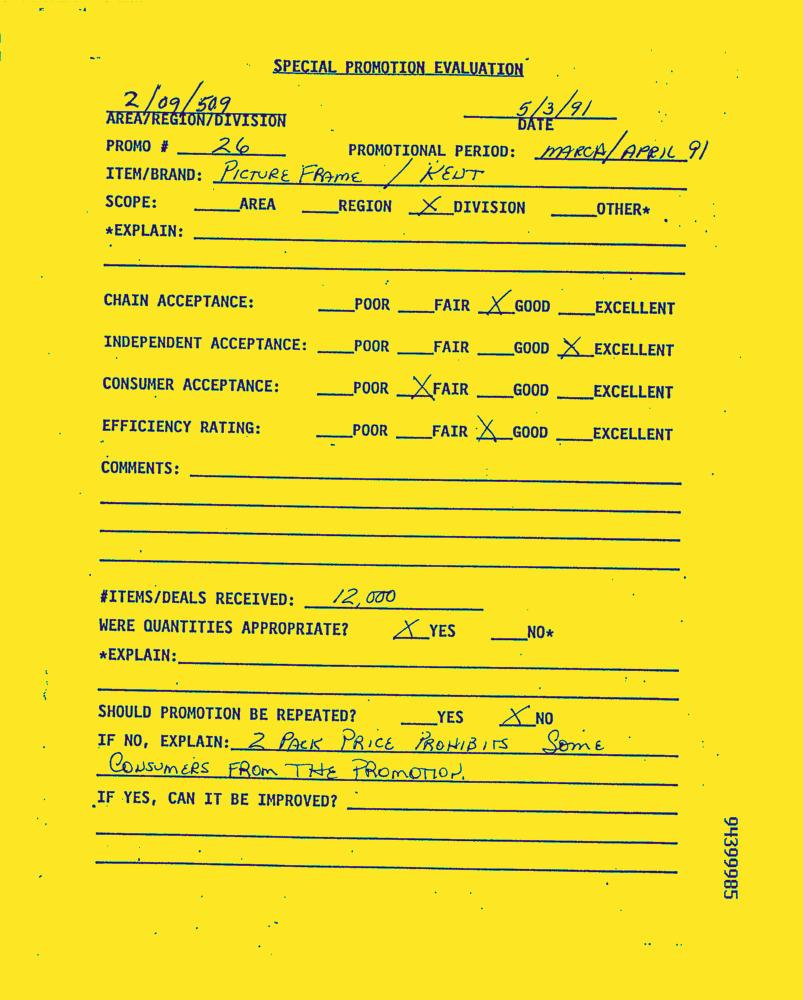 SPECIAL PROMOTION EVALUATION
2/09/509 5/3/91
AREA/REGION/DIVISION DATE
PROMO # 26 PROMOTIONAL PERIOD: MARCH/APRIL 91
ITEM/BRAND: PICTURE FRAME / KENT
SCOPE: ____AREA ____REGION X DIVISION ____OTHER*
*EXPLAIN:
CHAIN ACCEPTANCE: ____POOR ____FAIR X GOOD ____EXCELLENT
INDEPENDENT ACCEPTANCE: ____POOR ____FAIR ____GOOD X EXCELLENT
CONSUMER ACCEPTANCE: ____POOR X FAIR ____GOOD ____EXCELLENT
EFFICIENCY RATING: ____POOR ____FAIR X GOOD ____EXCELLENT
COMMENTS:
#ITEMS/DEALS RECEIVED: 12,000
WERE QUANTITIES APPROPRIATE? X YES ____NO*
*EXPLAIN:
SHOULD PROMOTION BE REPEATED? ____YES X NO
IF NO, EXPLAIN: 2 PACK PRICE PROHIBITS SOME
CONSUMERS FROM THE PROMOTION.
IF YES, CAN IT BE IMPROVED?
94399985